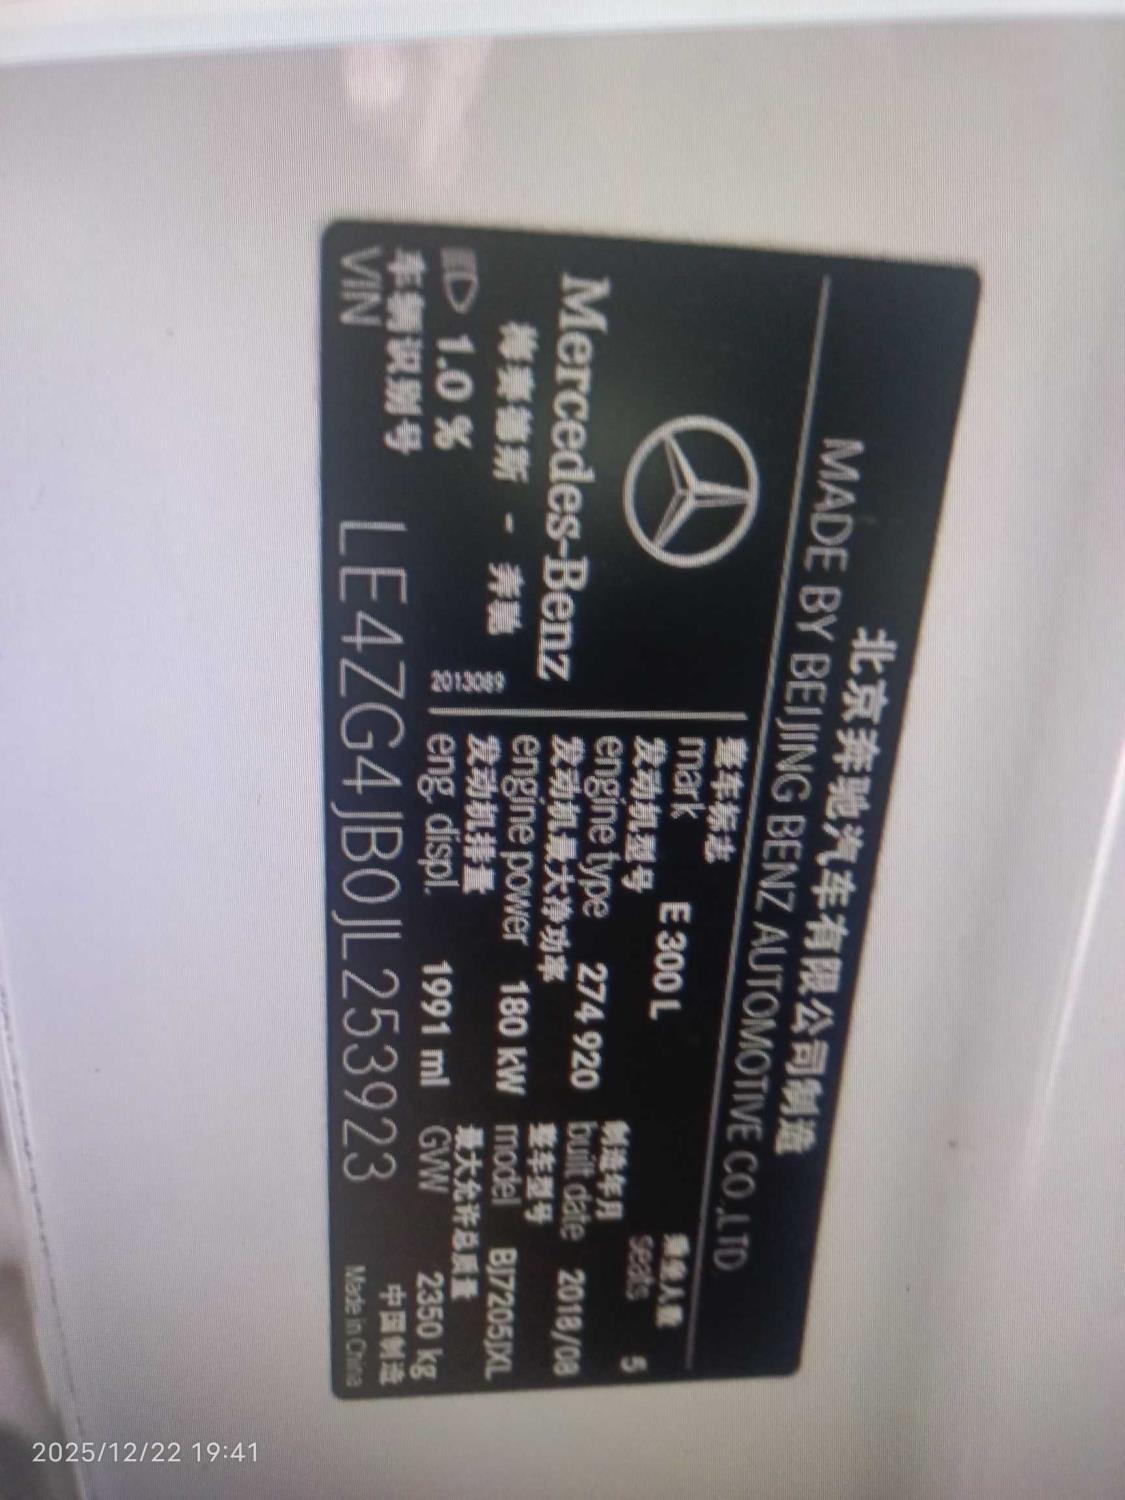 北京奔驰汽车有限公司制造
MADE BY BEIJING BENZ AUTOMOTIVE CO.,LTD.
Mercedes-Benz
梅赛德斯 - 奔驰
1.0 %
2013089
整车标志
mark E 300 L
乘坐人数
seats 5
发动机型号
engine type 274 920
制造年月
built date 2018/08
发动机最大净功率
engine power 180 kW
整车型号
model BJ7205JXL
发动机排量
eng. displ. 1991 ml
最大允许总质量
GVW 2350 kg
车辆识别号
VIN LE4ZG4JB0JL253923
中国制造
Made in China
2025/12/22 19:41